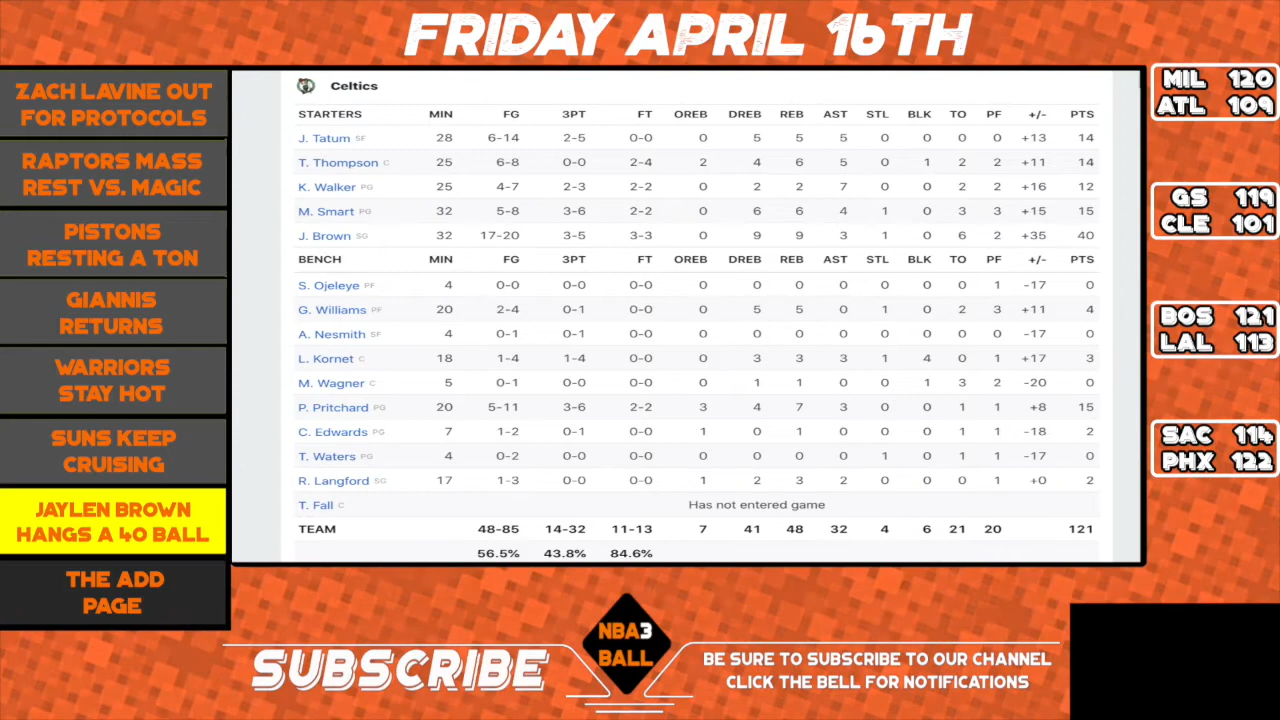 FRIDAY APRIL 16TH
ZACH LAVINE OUT
FOR PROTOCOLS
RAPTORS MASS
REST VS. MAGIC
PISTONS
RESTING A TON
GIANNIS
RETURNS
WARRIORS
STAY HOT
SUNS KEEP
CRUISING
JAYLEN BROWN
HANGS A 40 BALL
THE ADD
PAGE
Celtics
STARTERS MIN FG 3PT FT OREB DREB REB AST STL BLK TO PF +/- PTS
J. Tatum SF 28 6-14 2-5 0-0 0 5 5 5 0 0 0 0 +13 14
T. Thompson C 25 6-8 0-0 2-4 2 4 6 5 0 1 2 2 +11 14
K. Walker PG 25 4-7 2-3 2-2 0 2 2 7 0 0 2 2 +16 12
M. Smart PG 32 5-8 3-6 2-2 0 6 6 4 1 0 3 3 +15 15
J. Brown SG 32 17-20 3-5 3-3 0 9 9 3 1 0 6 2 +35 40
BENCH MIN FG 3PT FT OREB DREB REB AST STL BLK TO PF +/- PTS
S. Ojeleye PF 4 0-0 0-0 0-0 0 0 0 0 0 0 0 1 -17 0
G. Williams PF 20 2-4 0-1 0-0 0 5 5 0 1 0 2 3 +11 4
A. Nesmith SF 4 0-1 0-1 0-0 0 0 0 0 0 0 0 0 -17 0
L. Kornet C 18 1-4 1-4 0-0 0 3 3 3 1 4 0 1 +17 3
M. Wagner C 5 0-1 0-0 0-0 0 1 1 0 0 1 3 2 -20 0
P. Pritchard PG 20 5-11 3-6 2-2 3 4 7 3 0 0 1 1 +8 15
C. Edwards PG 7 1-2 0-1 0-0 1 0 1 0 0 0 1 1 -18 2
T. Waters PG 4 0-2 0-0 0-0 0 0 0 0 1 0 1 1 -17 0
R. Langford SG 17 1-3 0-0 0-0 1 2 3 2 0 0 0 1 +0 2
T. Fall C Has not entered game
TEAM 48-85 14-32 11-13 7 41 48 32 4 6 21 20 121
56.5% 43.8% 84.6%
MIL 120
ATL 109
GS 119
CLE 101
BOS 121
LAL 113
SAC 114
PHX 122
SUBSCRIBE
NBA3
BALL
BE SURE TO SUBSCRIBE TO OUR CHANNEL
CLICK THE BELL FOR NOTIFICATIONS